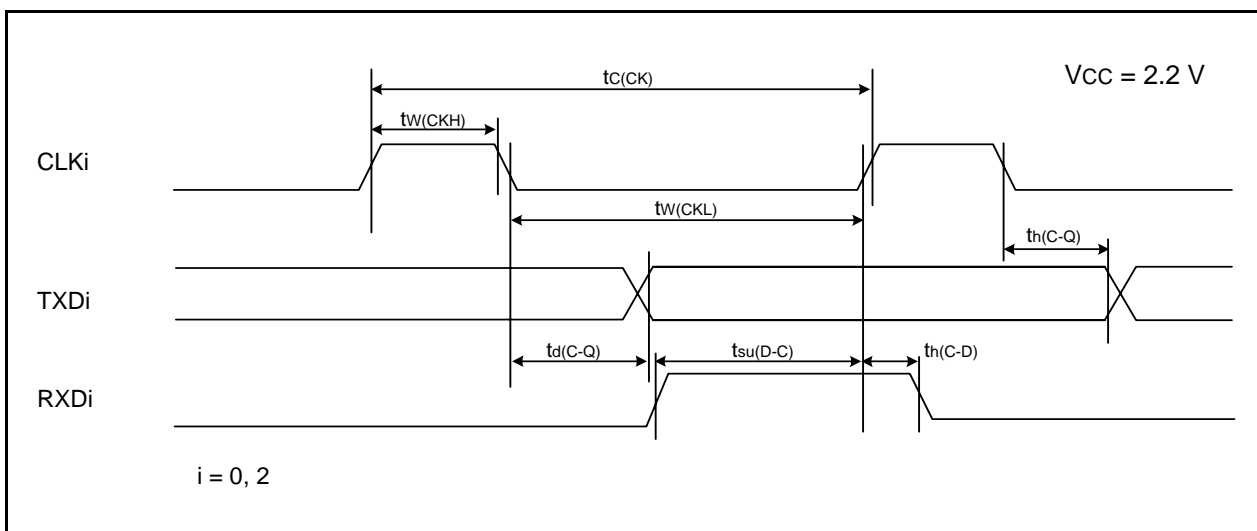 tC(CK)
VCC = 2.2 V
tW(CKH)
CLKi
tW(CKL)
th(C-Q)
TXDi
td(C-Q)
tsu(D-C)
th(C-D)
RXDi
i = 0, 2